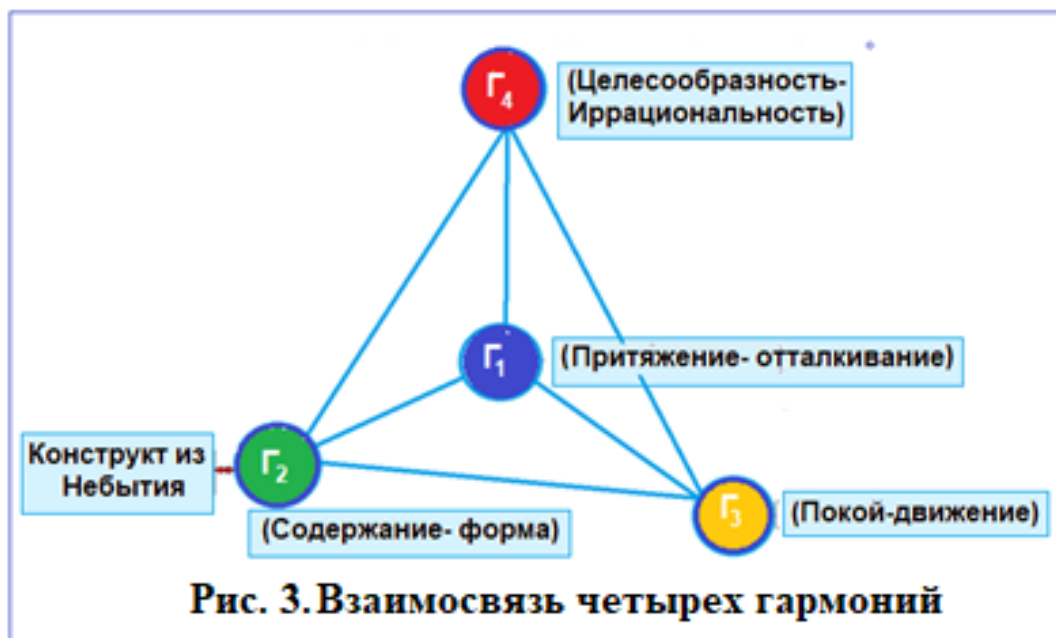 Г4
(Целесообразность-
Иррациональность)
Г1
(Притяжение- отталкивание)
Конструкт из
Небытия
Г2
(Содержание- форма)
Г3
(Покой-движение)
Рис. 3.Взаимосвязь четырех гармоний